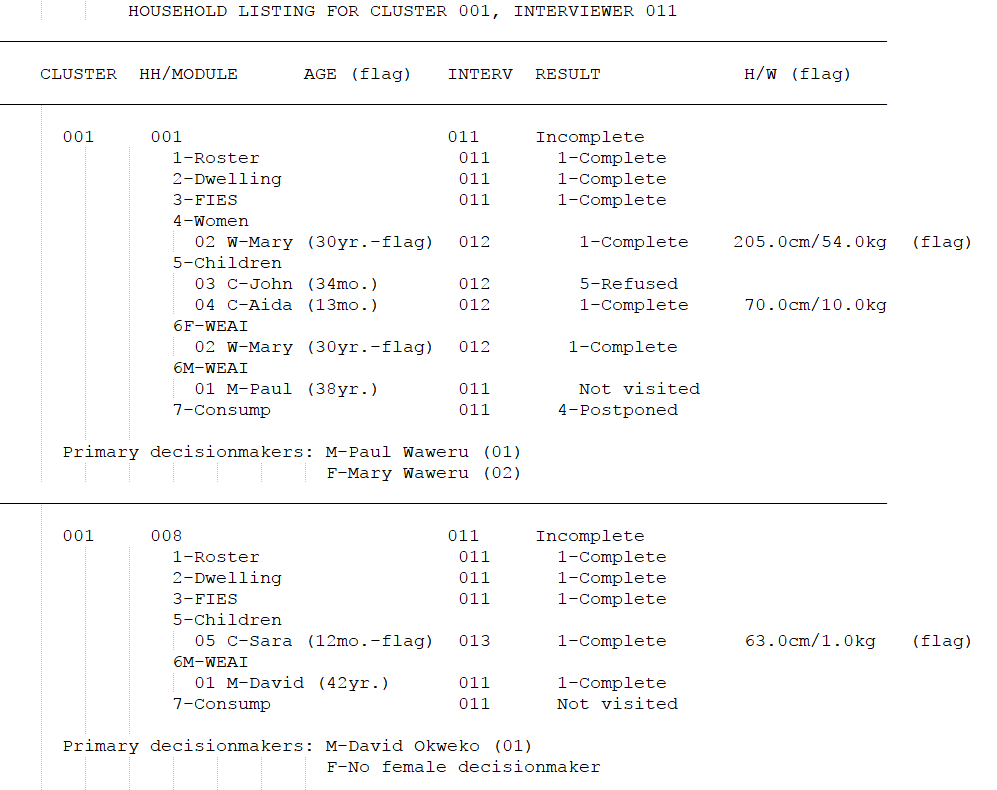 HOUSEHOLD LISTING FOR CLUSTER 001, INTERVIEWER 011
CLUSTER HH/MODULE AGE (flag) INTERV RESULT H/W (flag)
001 001 011 Incomplete
1-Roster 011 1-Complete
2-Dwelling 011 1-Complete
3-FIES 011 1-Complete
4-Women
02 W-Mary (30yr.-flag) 012 1-Complete 205.0cm/54.0kg (flag)
5-Children
03 C-John (34mo.) 012 5-Refused
04 C-Aida (13mo.) 012 1-Complete 70.0cm/10.0kg
6F-WEAI
02 W-Mary (30yr.-flag) 012 1-Complete
6M-WEAI
01 M-Paul (38yr.) 011 Not visited
7-Consump 011 4-Postponed
Primary decisionmakers: M-Paul Waweru (01)
F-Mary Waweru (02)
001 008 011 Incomplete
1-Roster 011 1-Complete
2-Dwelling 011 1-Complete
3-FIES 011 1-Complete
5-Children
05 C-Sara (12mo.-flag) 013 1-Complete 63.0cm/1.0kg (flag)
6M-WEAI
01 M-David (42yr.) 011 1-Complete
7-Consump 011 Not visited
Primary decisionmakers: M-David Okweko (01)
F-No female decisionmaker